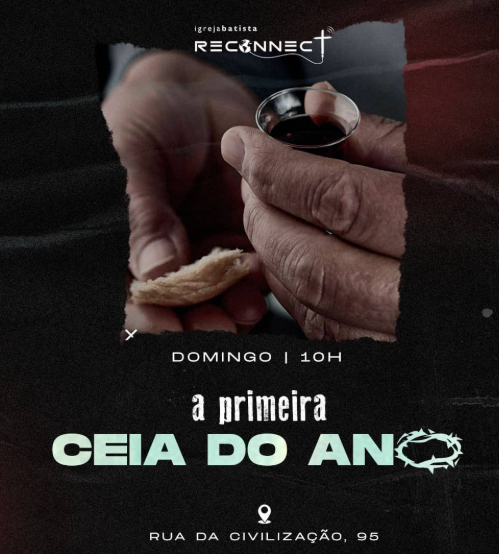 igrejabatista
RECONNECT
DOMINGO | 10H
a primeira
CEIA DO ANO
RUA DA CIVILIZAÇÃO, 95